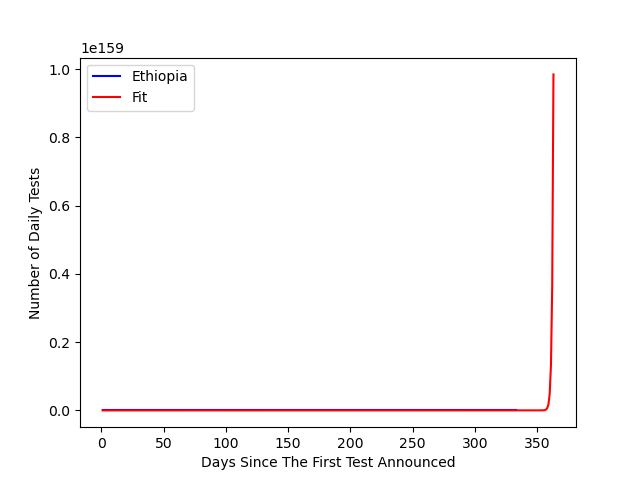 1e159
1.0
0.8
0.6
0.4
0.2
0.0
Number of Daily Tests
Ethiopia
Fit
0 50 100 150 200 250 300 350
Days Since The First Test Announced